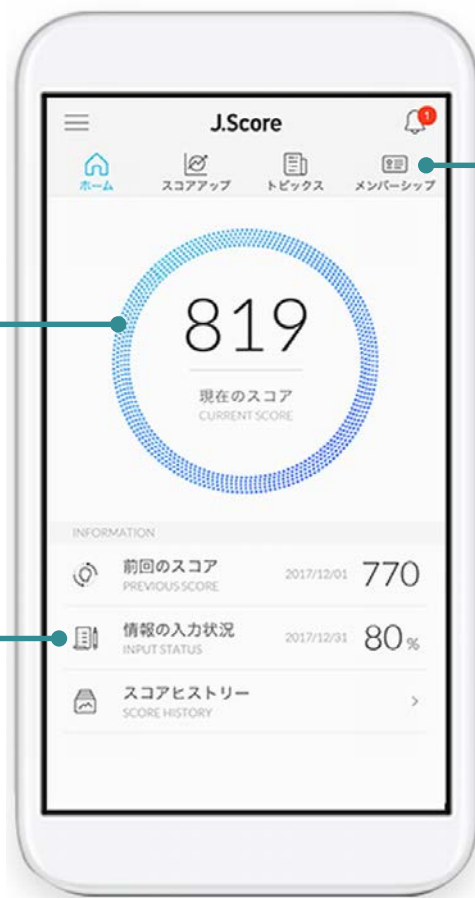 J.Score
1
ホーム
スコアアップ
トピックス
メンバーシップ
819
現在のスコア
CURRENT SCORE
INFORMATION
前回のスコア 2017/12/01 770
PREVIOUS SCORE
情報の入力状況 2017/12/31 80%
INPUT STATUS
スコアヒストリー
SCORE HISTORY